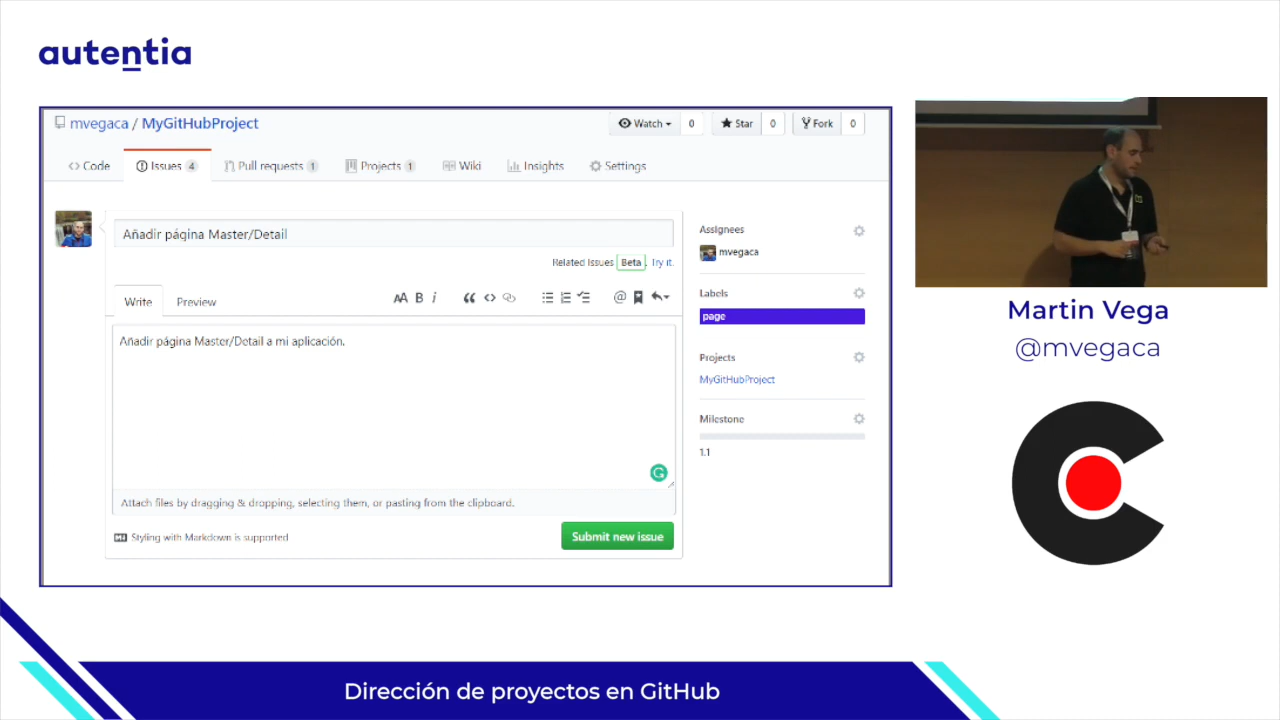 autentia
mvegaca / MyGitHubProject
Watch 0 Star 0 Fork 0
Code Issues 4 Pull requests 1 Projects 1 Wiki Insights Settings
Añadir página Master/Detail
Related Issues Beta Try it.
Write Preview
AA B i
Añadir página Master/Detail a mi aplicación.
Attach files by dragging & dropping, selecting them, or pasting from the clipboard.
Styling with Markdown is supported
Submit new issue
Assignees
mvegaca
Labels
page
Projects
MyGitHubProject
Milestone
1.1
Martin Vega
@mvegaca
Dirección de proyectos en GitHub